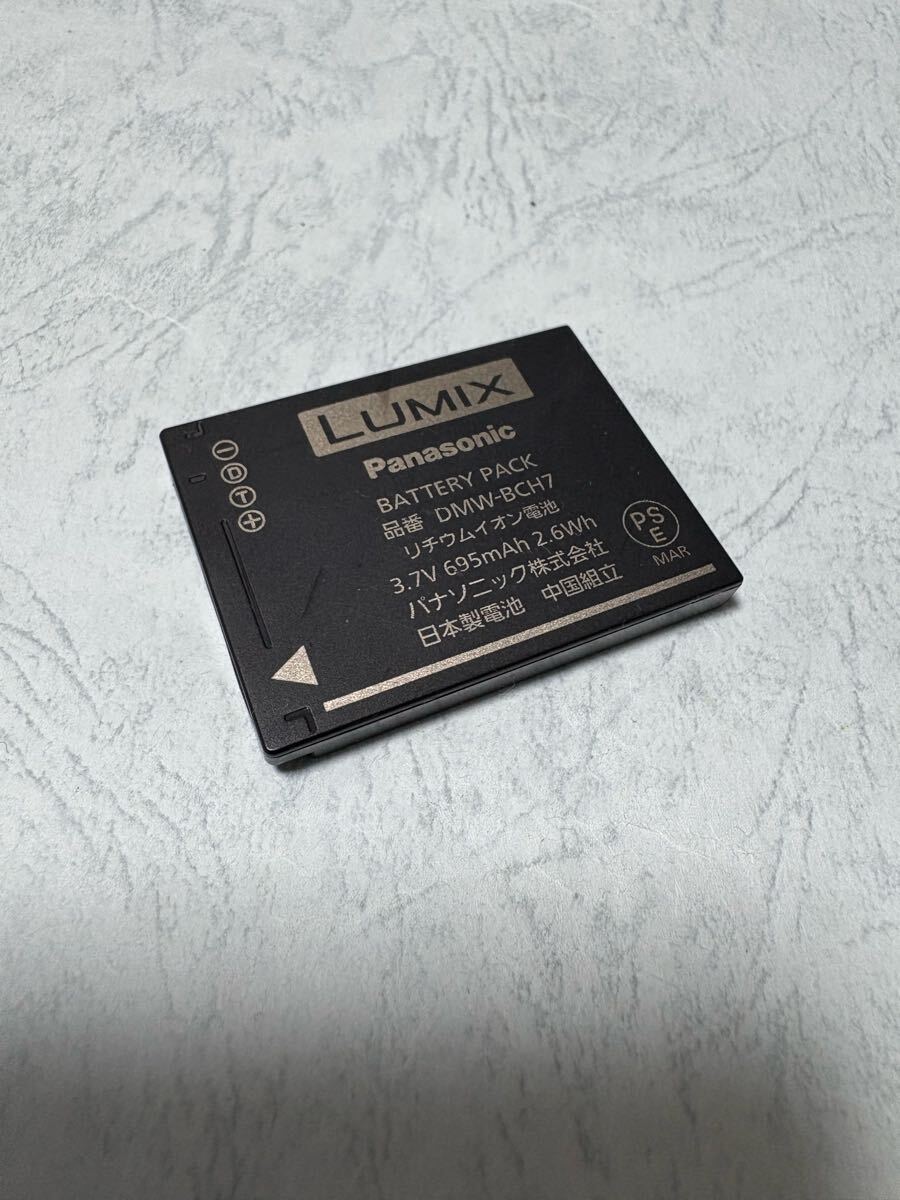 LUMIX
Panasonic
BATTERY PACK
品番 DMW-BCH7
リチウムイオン電池
3.7V 695mAh 2.6Wh
パナソニック株式会社
日本製電池 中国組立
PS
E
MAR
D
T